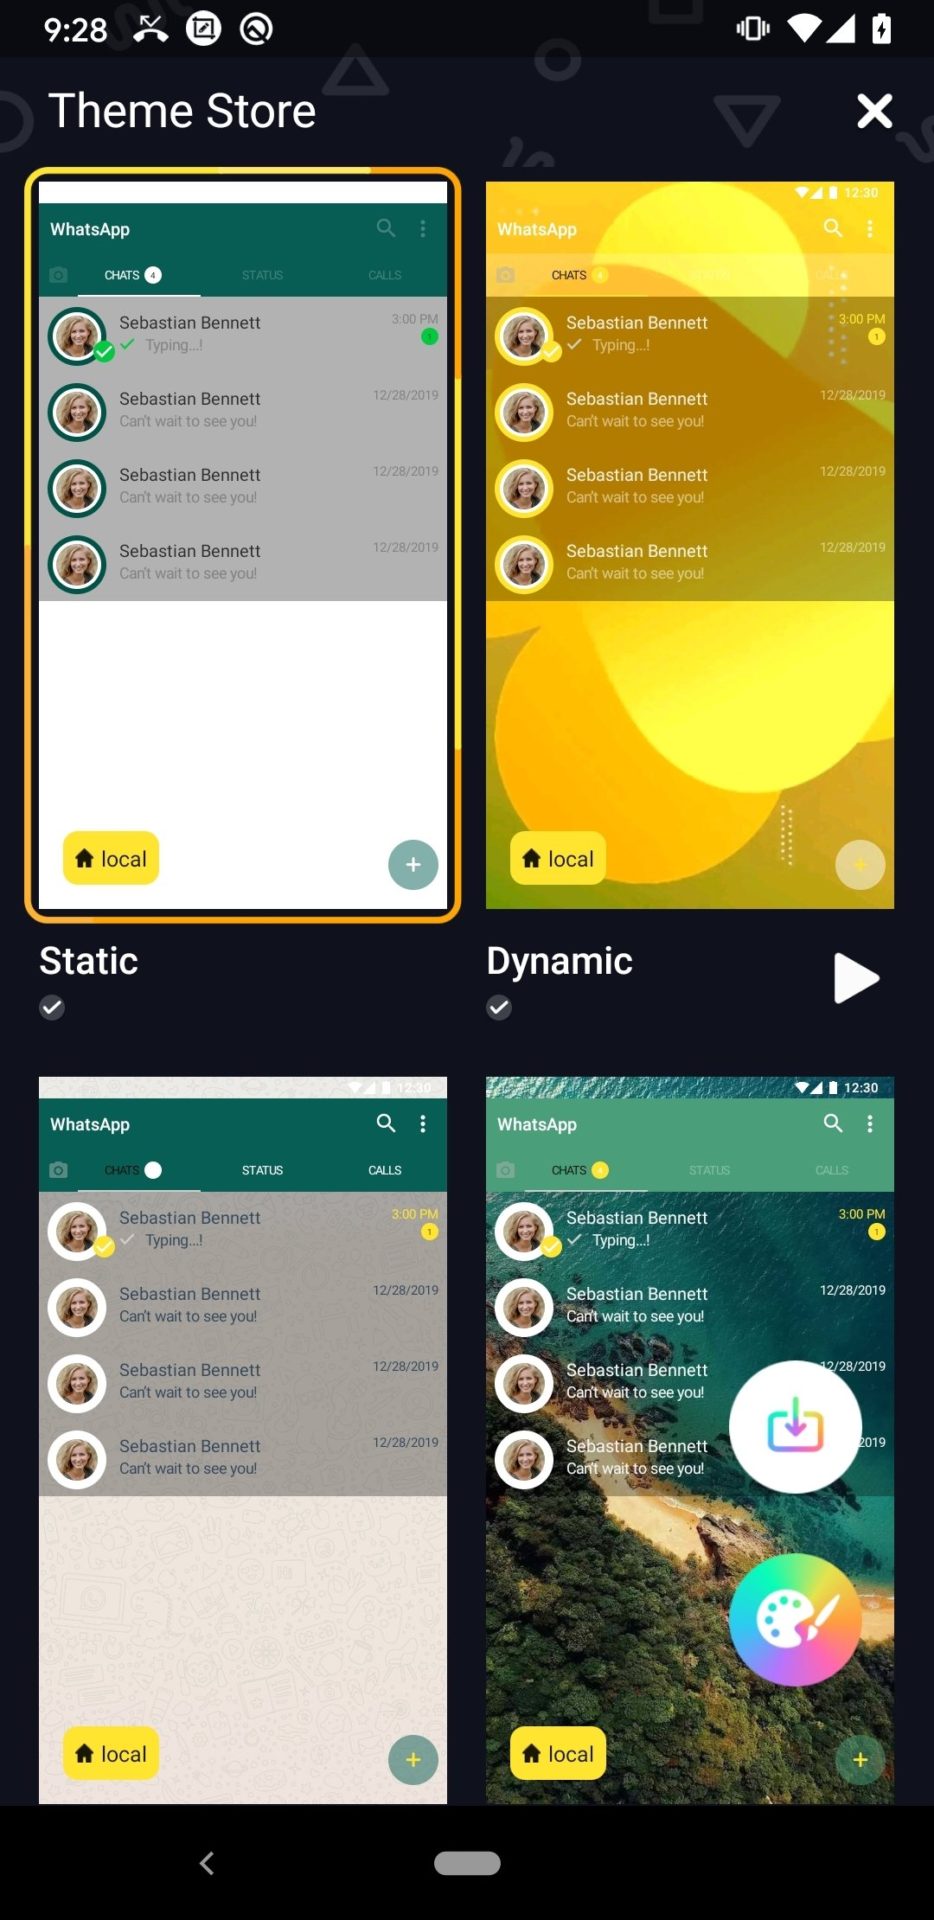 9:28
Theme Store
WhatsApp
CHATS 4 STATUS CALLS
Sebastian Bennett 3:00 PM
Typing...! 1
Sebastian Bennett 12/28/2019
Can't wait to see you!
Sebastian Bennett 12/28/2019
Can't wait to see you!
Sebastian Bennett 12/28/2019
Can't wait to see you!
local
+
Static
12:30
WhatsApp
CHATS 4 STATUS CALLS
Sebastian Bennett 3:00 PM
Typing...! 1
Sebastian Bennett 12/28/2019
Can't wait to see you!
Sebastian Bennett 12/28/2019
Can't wait to see you!
Sebastian Bennett 12/28/2019
Can't wait to see you!
local
+
Dynamic
12:30
WhatsApp
CHATS STATUS CALLS
Sebastian Bennett 3:00 PM
Typing...! 1
Sebastian Bennett 12/28/2019
Can't wait to see you!
Sebastian Bennett 12/28/2019
Can't wait to see you!
Sebastian Bennett 12/28/2019
Can't wait to see you!
local
+
12:30
WhatsApp
CHATS 4 STATUS CALLS
Sebastian Bennett 3:00 PM
Typing...! 1
Sebastian Bennett 12/28/2019
Can't wait to see you!
Sebastian Bennett 12/28/2019
Can't wait to see you!
Sebastian Bennett 2019
Can't wait to see you!
local
+